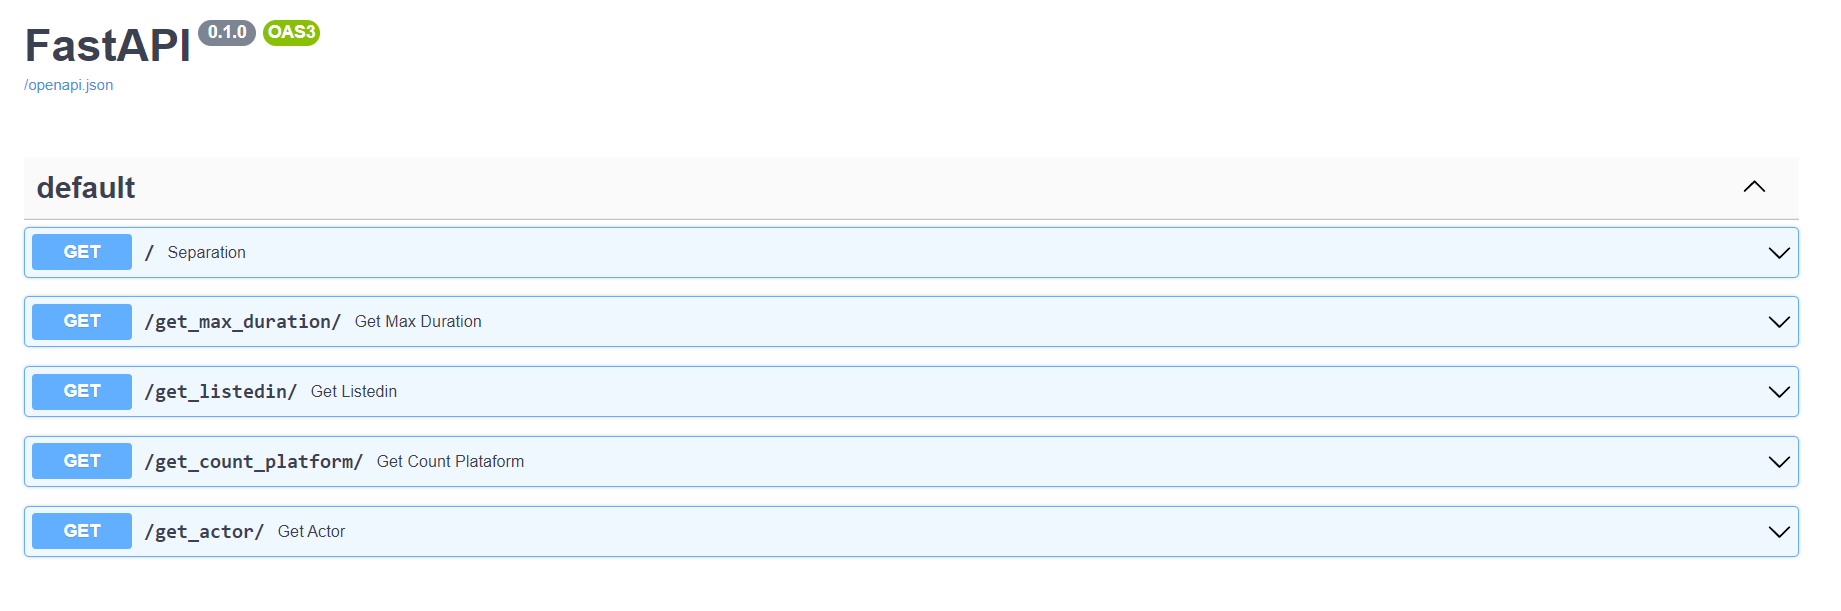 FastAPI 0.1.0 OAS3
/openapi.json
default
GET / Separation
GET /get_max_duration/ Get Max Duration
GET /get_listedin/ Get Listedin
GET /get_count_platform/ Get Count Plataform
GET /get_actor/ Get Actor